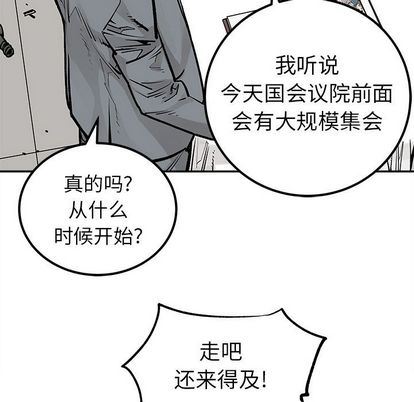 我听说
今天国会议院前面
会有大规模集会
真的吗?
从什么
时候开始?
走吧
还来得及!